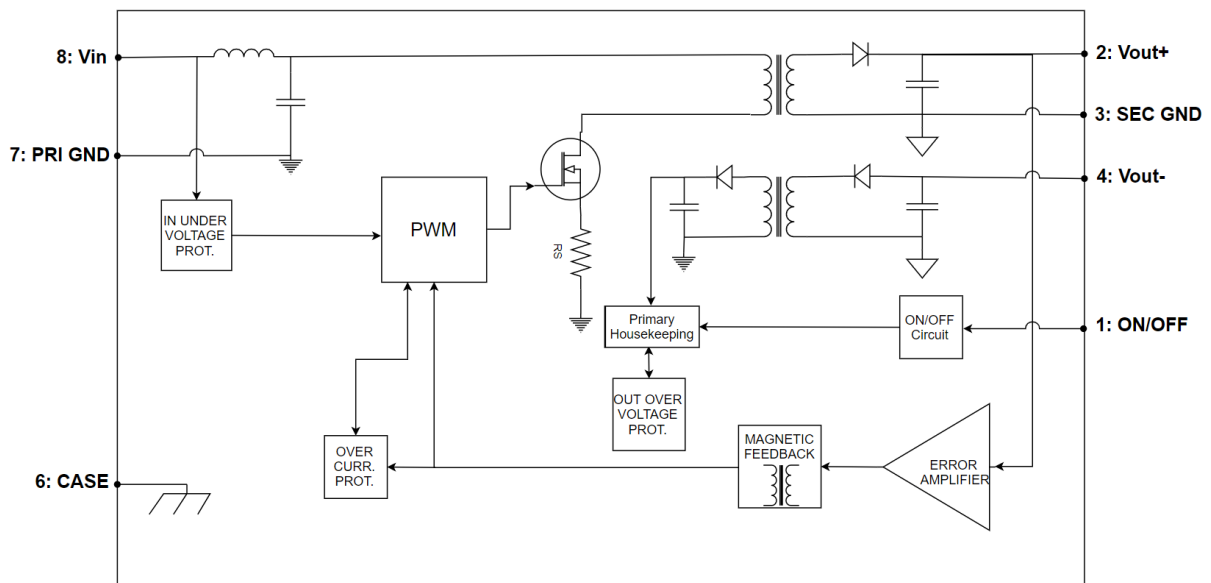 8: Vin
2: Vout+
3: SEC GND
7: PRI GND
4: Vout-
IN UNDER
VOLTAGE
PROT.
PWM
RS
Primary
Housekeeping
ON/OFF
Circuit
1: ON/OFF
OUT OVER
VOLTAGE
PROT.
OVER
CURR.
PROT.
MAGNETIC
FEEDBACK
ERROR
AMPLIFIER
6: CASE